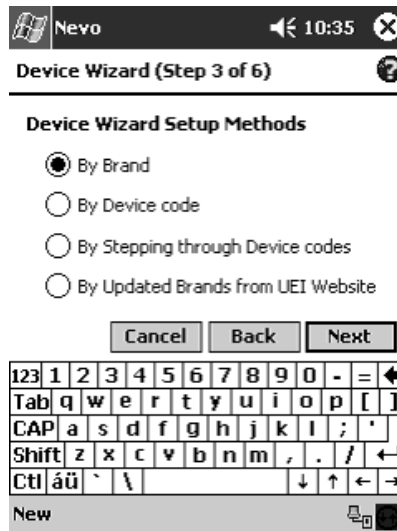 Nevo 10:35
Device Wizard (Step 3 of 6)
Device Wizard Setup Methods
By Brand
By Device code
By Stepping through Device codes
By Updated Brands from UEI Website
Cancel Back Next
123 1 2 3 4 5 6 7 8 9 0 - =
Tab q w e r t y u i o p [ ]
CAP a s d f g h j k l ; '
Shift z x c v b n m , . /
Ctl áü ` \ ↓ ↑ ← →
New